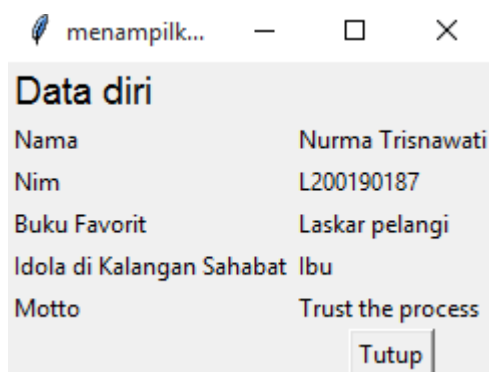 menampilk...
Data diri
Nama Nurma Trisnawati
Nim L200190187
Buku Favorit Laskar pelangi
Idola di Kalangan Sahabat Ibu
Motto Trust the process
Tutup